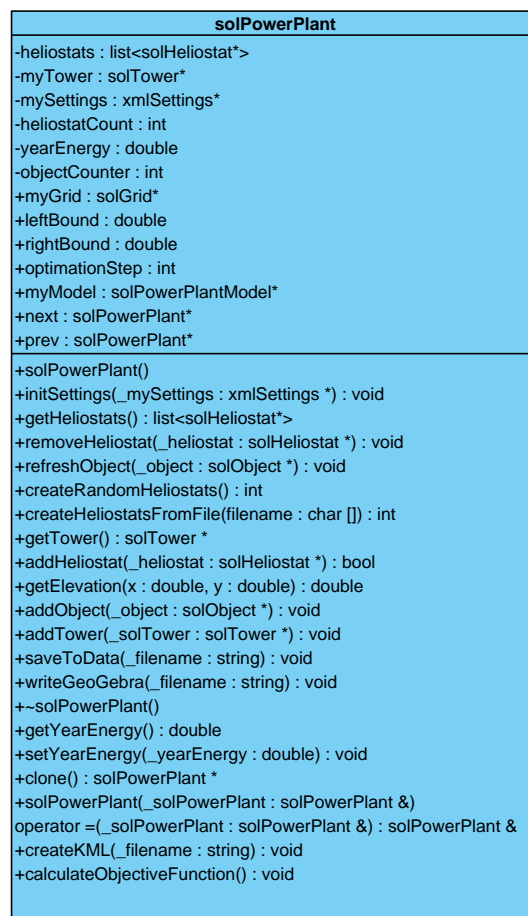 solPowerPlant
-heliostats : list<solHeliostat*>
-myTower : solTower*
-mySettings : xmlSettings*
-heliostatCount : int
-yearEnergy : double
-objectCounter : int
+myGrid : solGrid*
+leftBound : double
+rightBound : double
+optimationStep : int
+myModel : solPowerPlantModel*
+next : solPowerPlant*
+prev : solPowerPlant*
+solPowerPlant()
+initSettings(_mySettings : xmlSettings *) : void
+getHeliostats() : list<solHeliostat*>
+removeHeliostat(_heliostat : solHeliostat *) : void
+refreshObject(_object : solObject *) : void
+createRandomHeliostats() : int
+createHeliostatsFromFile(filename : char []) : int
+getTower() : solTower *
+addHeliostat(_heliostat : solHeliostat *) : bool
+getElevation(x : double, y : double) : double
+addObject(_object : solObject *) : void
+addTower(_solTower : solTower *) : void
+saveToData(_filename : string) : void
+writeGeoGebra(_filename : string) : void
+~solPowerPlant()
+getYearEnergy() : double
+setYearEnergy(_yearEnergy : double) : void
+clone() : solPowerPlant *
+solPowerPlant(_solPowerPlant : solPowerPlant &)
operator =(_solPowerPlant : solPowerPlant &) : solPowerPlant &
+createKML(_filename : string) : void
+calculateObjectiveFunction() : void